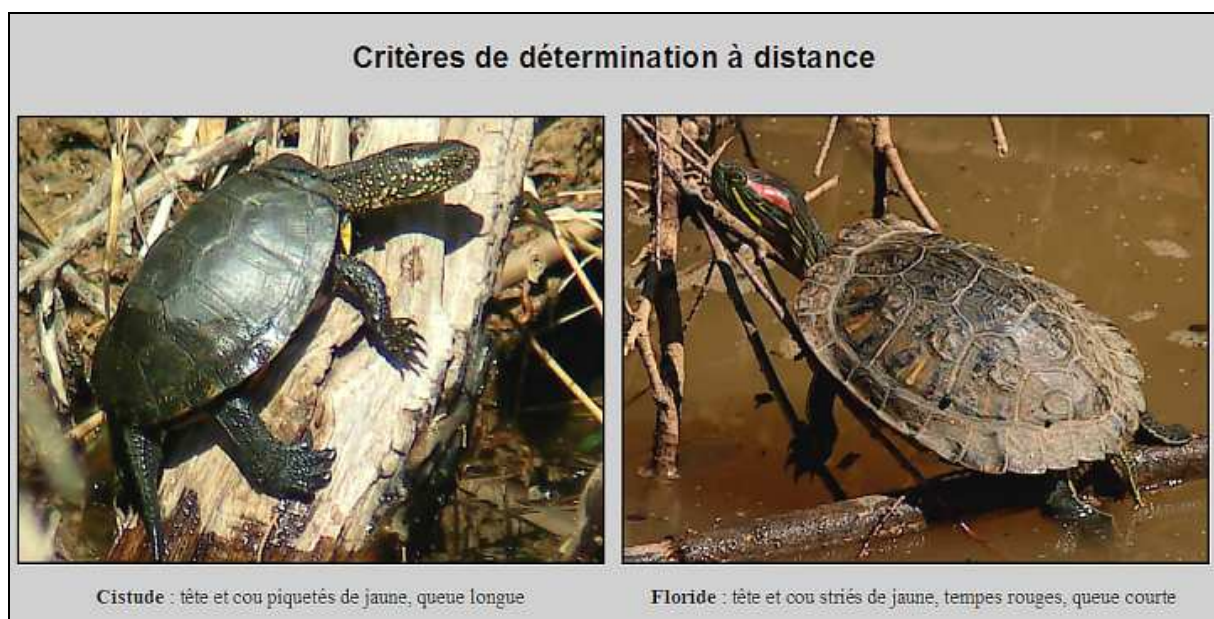 Critères de détermination à distance
Cistude : tête et cou piquetés de jaune, queue longue
Floride : tête et cou striés de jaune, tempes rouges, queue courte